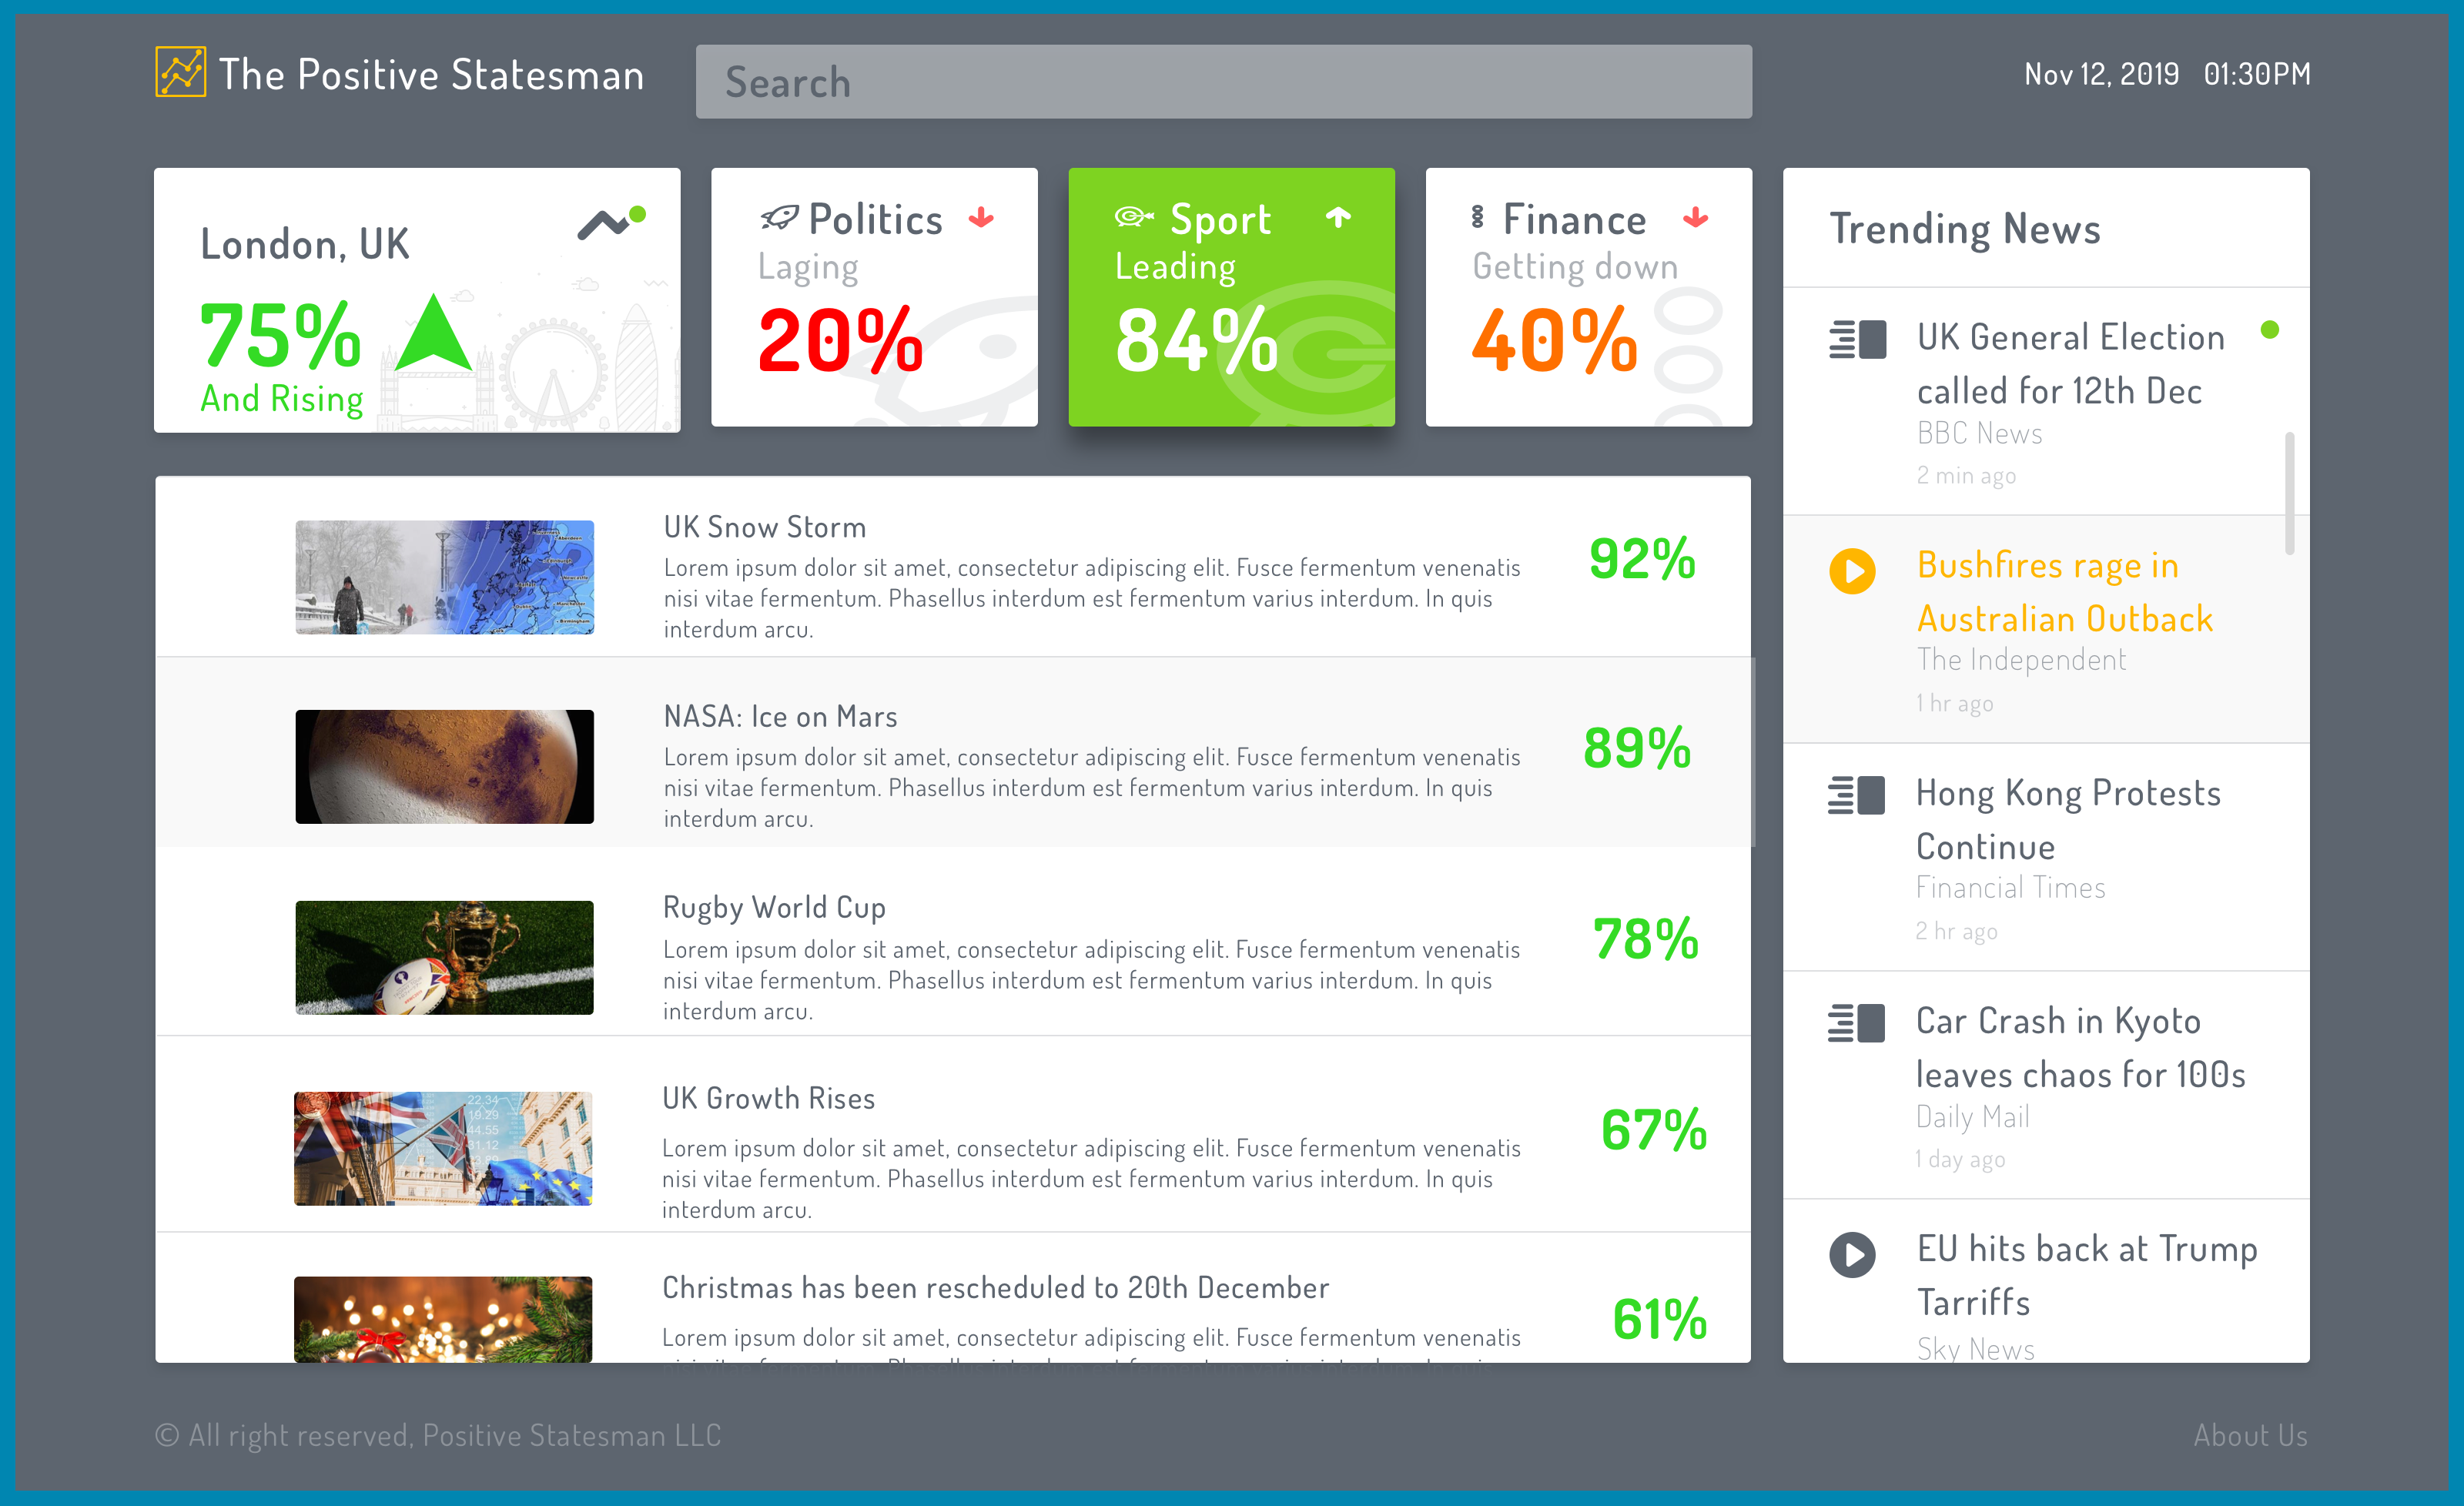 The Positive Statesman
Search
Nov 12, 2019 01:30PM
London, UK
75%
And Rising
Politics
Laging
20%
Sport
Leading
84%
Finance
Getting down
40%
UK Snow Storm
Lorem ipsum dolor sit amet, consectetur adipiscing elit. Fusce fermentum venenatis
nisi vitae fermentum. Phasellus interdum est fermentum varius interdum. In quis
interdum arcu.
92%
NASA: Ice on Mars
Lorem ipsum dolor sit amet, consectetur adipiscing elit. Fusce fermentum venenatis
nisi vitae fermentum. Phasellus interdum est fermentum varius interdum. In quis
interdum arcu.
89%
Rugby World Cup
Lorem ipsum dolor sit amet, consectetur adipiscing elit. Fusce fermentum venenatis
nisi vitae fermentum. Phasellus interdum est fermentum varius interdum. In quis
interdum arcu.
78%
22.34
19.29
44.55
31.12
UK Growth Rises
Lorem ipsum dolor sit amet, consectetur adipiscing elit. Fusce fermentum venenatis
nisi vitae fermentum. Phasellus interdum est fermentum varius interdum. In quis
interdum arcu.
67%
Christmas has been rescheduled to 20th December
Lorem ipsum dolor sit amet, consectetur adipiscing elit. Fusce fermentum venenatis
61%
Trending News
UK General Election
called for 12th Dec
BBC News
2 min ago
Bushfires rage in
Australian Outback
The Independent
1 hr ago
Hong Kong Protests
Continue
Financial Times
2 hr ago
Car Crash in Kyoto
leaves chaos for 100s
Daily Mail
1 day ago
EU hits back at Trump
Tarriffs
Sky News
© All right reserved, Positive Statesman LLC
About Us